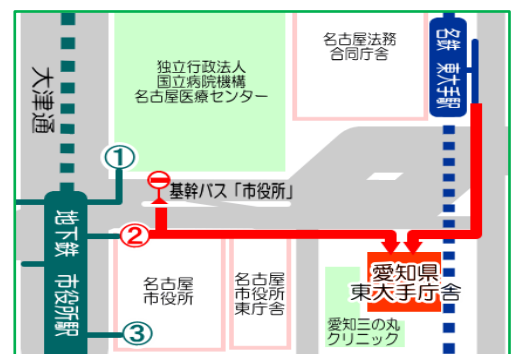 名古屋法務
合同庁舎
名鉄 東大手駅
独立行政法人
国立病院機構
名古屋医療センター
大津通
①
基幹バス「市役所」
地下鉄 市役所駅
②
名古屋
市役所
名古屋
市役所
東庁舎
愛知県
東大手庁舎
愛知三の丸
クリニック
③